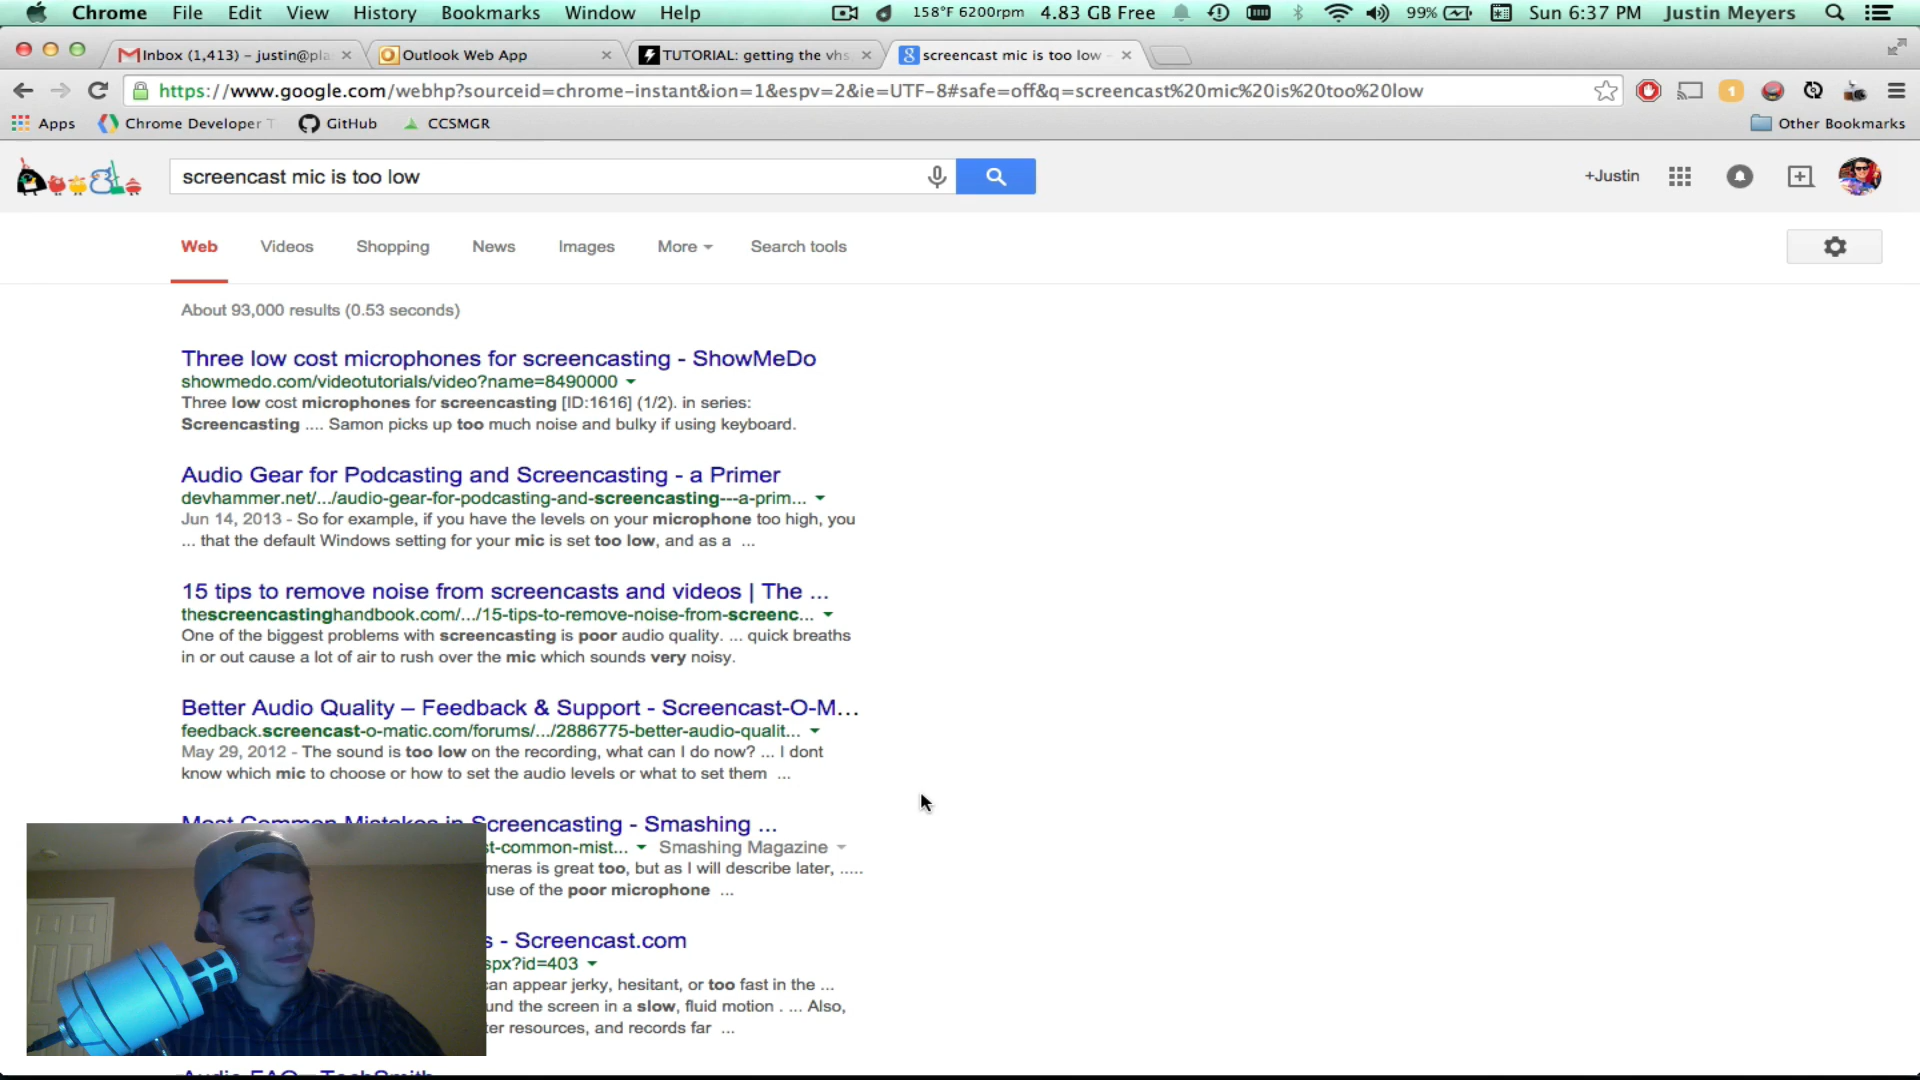 Chrome File Edit View History Bookmarks Window Help 158°F 6200rpm 4.83 GB Free 99% Sun 6:37 PM Justin Meyers
Inbox (1,413) – justin@pla Outlook Web App TUTORIAL: getting the vhs screencast mic is too low -
https://www.google.com/webhp?sourceid=chrome-instant&ion=1&espv=2&ie=UTF-8#safe=off&q=screencast%20mic%20is%20too%20low 1
Apps Chrome Developer T GitHub CCSMGR Other Bookmarks
screencast mic is too low +Justin
Web Videos Shopping News Images More Search tools
About 93,000 results (0.53 seconds)
Three low cost microphones for screencasting - ShowMeDo
showmedo.com/videotutorials/video?name=8490000
Three low cost microphones for screencasting [ID:1616] (1/2). in series:
Screencasting .... Samon picks up too much noise and bulky if using keyboard.
Audio Gear for Podcasting and Screencasting - a Primer
devhammer.net/.../audio-gear-for-podcasting-and-screencasting---a-prim...
Jun 14, 2013 - So for example, if you have the levels on your microphone too high, you
... that the default Windows setting for your mic is set too low, and as a ...
15 tips to remove noise from screencasts and videos | The ...
thescreencastinghandbook.com/.../15-tips-to-remove-noise-from-screenc...
One of the biggest problems with screencasting is poor audio quality. ... quick breaths
in or out cause a lot of air to rush over the mic which sounds very noisy.
Better Audio Quality – Feedback & Support - Screencast-O-M...
feedback.screencast-o-matic.com/forums/.../2886775-better-audio-qualit...
May 29, 2012 - The sound is too low on the recording, what can I do now? ... I dont
know which mic to choose or how to set the audio levels or what to set them ...
Most Common Mistakes in Screencasting - Smashing ...
st-common-mist... Smashing Magazine
meras is great too, but as I will describe later, .....
use of the poor microphone ...
s - Screencast.com
spx?id=403
can appear jerky, hesitant, or too fast in the ...
und the screen in a slow, fluid motion . ... Also,
ter resources, and records far ...
Audio FAQ - TechSmith